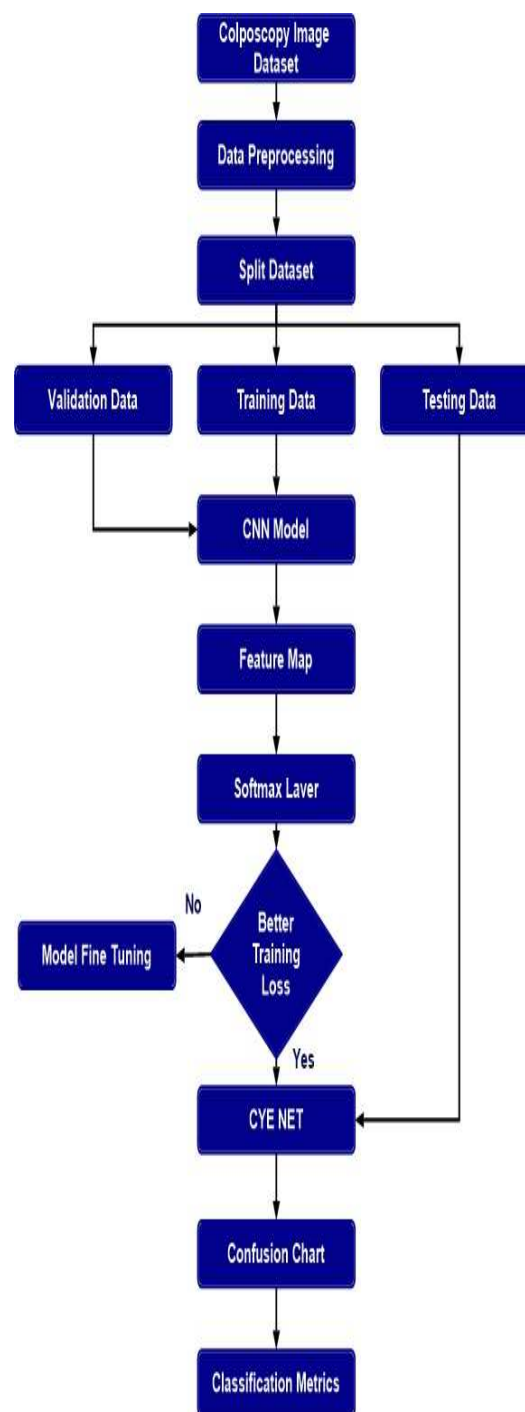 Colposcopy Image
Dataset
Data Preprocessing
Split Dataset
Validation Data
Training Data
Testing Data
CNN Model
Feature Map
Softmax Laver
No
Better
Training
Loss
Model Fine Tuning
Yes
CYE NET
Confusion Chart
Classification Metrics